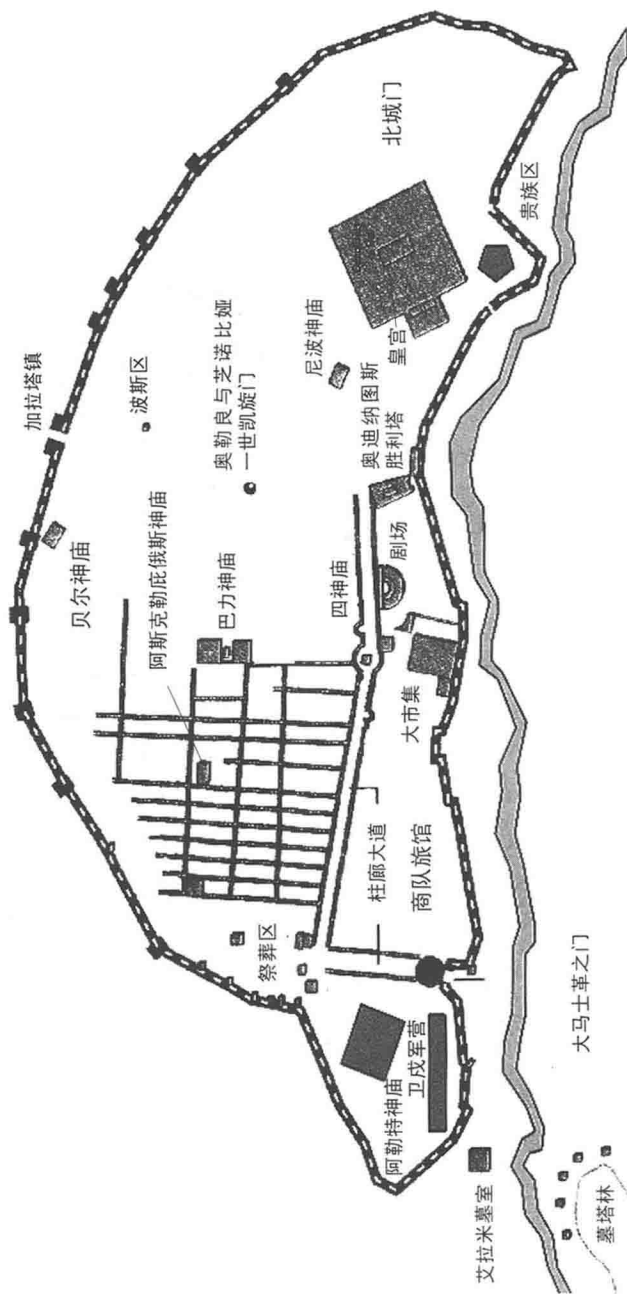 加拉塔镇
贝尔神庙
波斯区
阿斯克勒庇俄斯神庙
奥勒良与芝诺比娅
一世凯旋门
巴力神庙
祭葬区
尼波神庙
四神庙
奥迪纳图斯
胜利塔
柱廊大道
北城门
阿勒特神庙
皇宫
大市集
卫戍军营
商队旅馆
剧场
艾拉米墓室
贵族区
大马士革之门
墓塔林